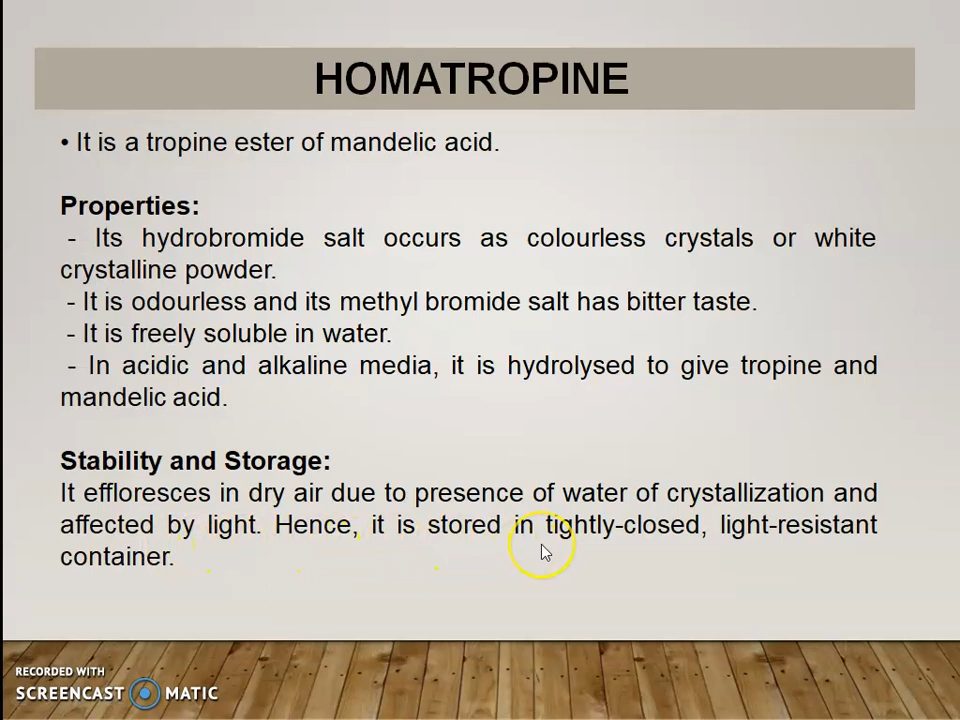 HOMATROPINE
• It is a tropine ester of mandelic acid.
Properties:
- Its hydrobromide salt occurs as colourless crystals or white
crystalline powder.
- It is odourless and its methyl bromide salt has bitter taste.
- It is freely soluble in water.
- In acidic and alkaline media, it is hydrolysed to give tropine and
mandelic acid.
Stability and Storage:
It effloresces in dry air due to presence of water of crystallization and
affected by light. Hence, it is stored in tightly-closed, light-resistant
container.
RECORDED WITH
SCREENCAST MATIC